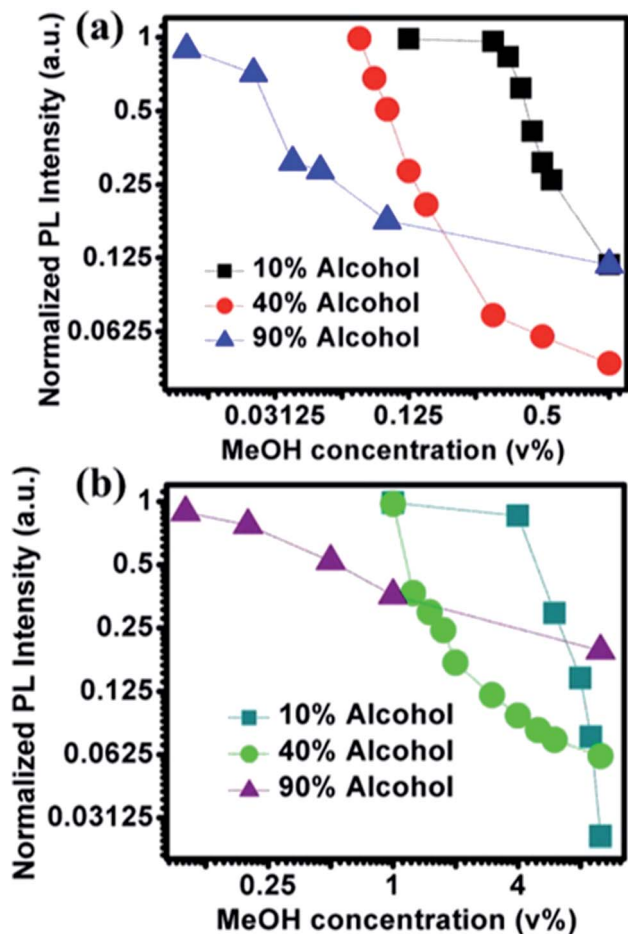 (a)
Normalized PL Intensity (a.u.)
1
0.5
0.25
0.125
0.0625
10% Alcohol
40% Alcohol
90% Alcohol
0.03125 0.125 0.5
MeOH concentration (v%)
(b)
Normalized PL Intensity (a.u.)
1
0.5
0.25
0.125
0.0625
0.03125
10% Alcohol
40% Alcohol
90% Alcohol
0.25 1 4
MeOH concentration (v%)